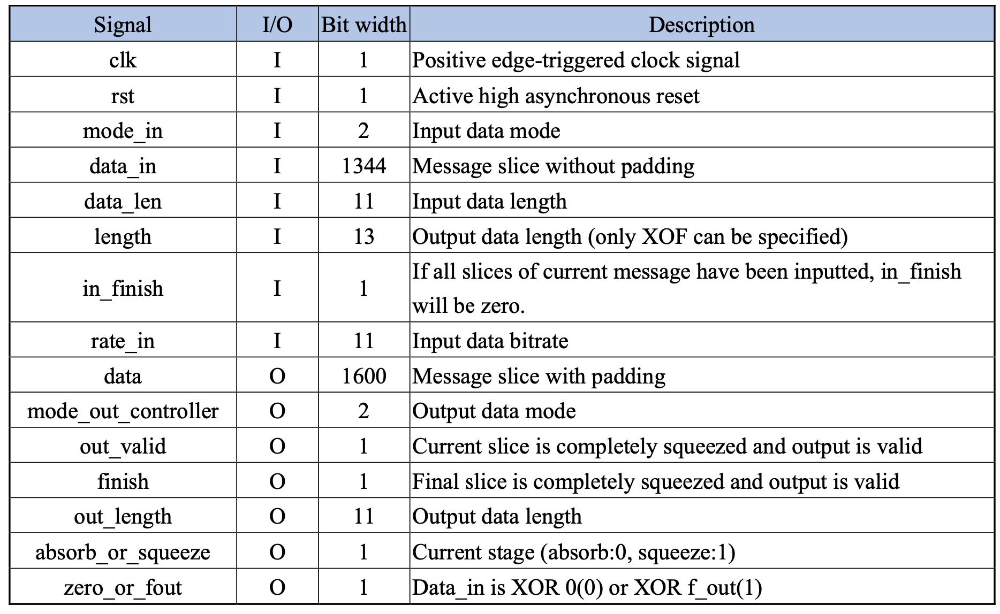 Signal I/O Bit width Description
clk I 1 Positive edge-triggered clock signal
rst I 1 Active high asynchronous reset
mode_in I 2 Input data mode
data_in I 1344 Message slice without padding
data_len I 11 Input data length
length I 13 Output data length (only XOF can be specified)
in_finish I 1 If all slices of current message have been inputted, in_finish
will be zero.
rate_in I 11 Input data bitrate
data O 1600 Message slice with padding
mode_out_controller O 2 Output data mode
out_valid O 1 Current slice is completely squeezed and output is valid
finish O 1 Final slice is completely squeezed and output is valid
out_length O 11 Output data length
absorb_or_squeeze O 1 Current stage (absorb:0, squeeze:1)
zero_or_fout O 1 Data_in is XOR 0(0) or XOR f_out(1)